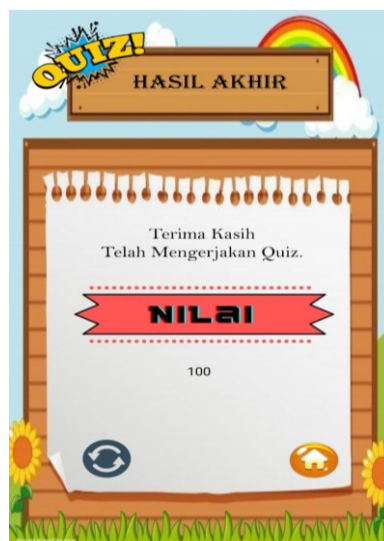 QUIZ!
HASIL AKHIR
Terima Kasih
Telah Mengerjakan Quiz.
NILAI
100